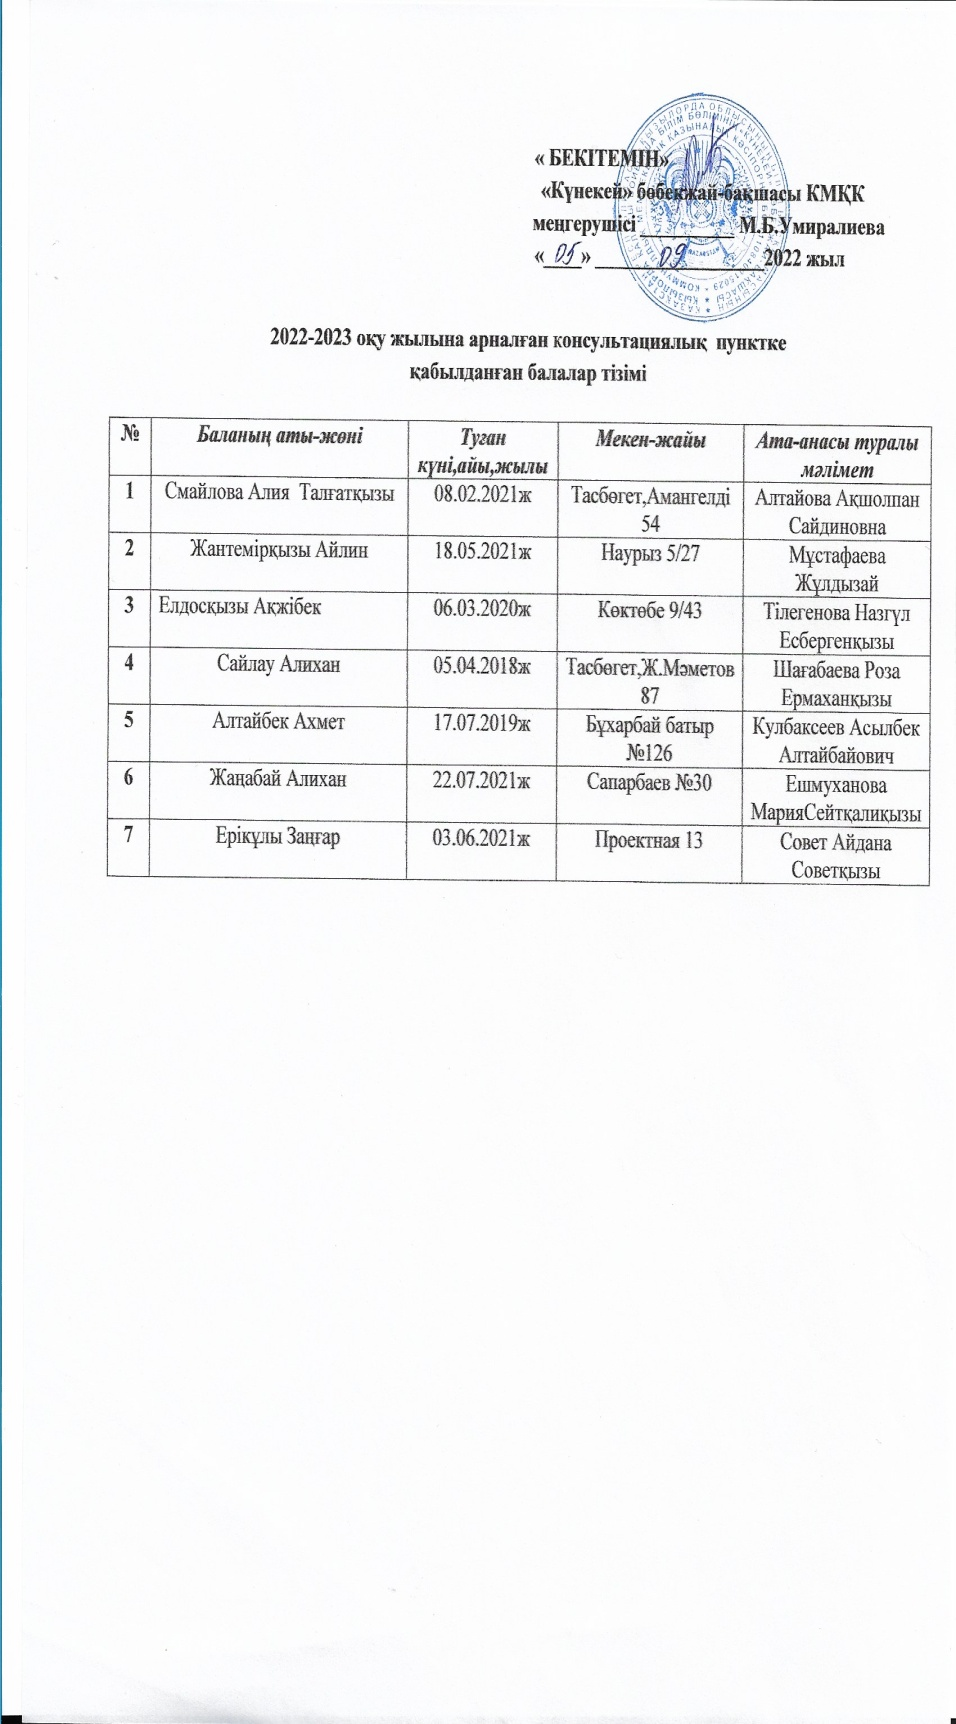 « БЕКІТЕМІН»
«Күнекей» бөбекжай-бақшасы КМҚК
меңгерушісі ___________ М.Б.Умиралиева
« 05 » 09 2022 жыл
2022-2023 оқу жылына арналған консультациялық пунктке
қабылданған балалар тізімі
№ Баланың аты-жөні Туған Мекен-жайы Ата-анасы туралы
күні,айы,жылы мәлімет
1 Смайлова Алия Талғатқызы 08.02.2021ж Тасбөгет,Амангелді Алтайова Ақшолпан
54 Сайдиновна
2 Жантемірқызы Айлин 18.05.2021ж Наурыз 5/27 Мұстафаева
Жұлдызай
3 Елдосқызы Ақжібек 06.03.2020ж Көктөбе 9/43 Тілегенова Назгүл
Есбергенқызы
4 Сайлау Алихан 05.04.2018ж Тасбөгет,Ж.Мәметов Шағабаева Роза
87 Ермаханқызы
5 Алтайбек Ахмет 17.07.2019ж Бұхарбай батыр Кулбаксеев Асылбек
№126 Алтайбайович
6 Жаңабай Алихан 22.07.2021ж Сапарбаев №30 Ешмуханова
МарияСейтқалиқызы
7 Ерікұлы Заңғар 03.06.2021ж Проектная 13 Совет Айдана
Советқызы